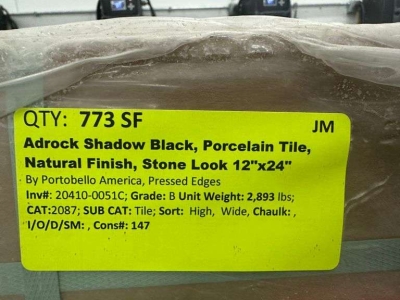 QTY: 773 SF
JM
Adrock Shadow Black, Porcelain Tile,
Natural Finish, Stone Look 12"x24"
By Portobello America, Pressed Edges
Inv#: 20410-0051C; Grade: B Unit Weight: 2,893 lbs;
CAT:2087; SUB CAT: Tile; Sort: High, Wide, Chaulk: ,
I/O/D/SM: , Cons#: 147